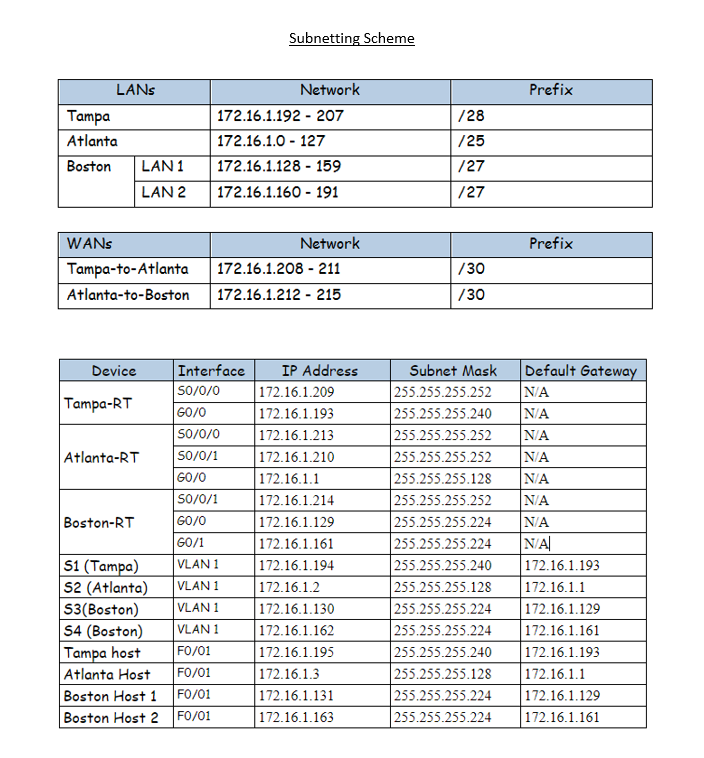 Subnetting Scheme
LANs Network Prefix
Tampa 172.16.1.192 - 207 /28
Atlanta 172.16.1.0 - 127 /25
Boston LAN 1 172.16.1.128 - 159 /27
LAN 2 172.16.1.160 - 191 /27
WANs Network Prefix
Tampa-to-Atlanta 172.16.1.208 - 211 /30
Atlanta-to-Boston 172.16.1.212 - 215 /30
Device Interface IP Address Subnet Mask Default Gateway
Tampa-RT S0/0/0 172.16.1.209 255.255.255.252 N/A
G0/0 172.16.1.193 255.255.255.240 N/A
Atlanta-RT S0/0/0 172.16.1.213 255.255.255.252 N/A
S0/0/1 172.16.1.210 255.255.255.252 N/A
G0/0 172.16.1.1 255.255.255.128 N/A
Boston-RT S0/0/1 172.16.1.214 255.255.255.252 N/A
G0/0 172.16.1.129 255.255.255.224 N/A
G0/1 172.16.1.161 255.255.255.224 N/A
S1 (Tampa) VLAN 1 172.16.1.194 255.255.255.240 172.16.1.193
S2 (Atlanta) VLAN 1 172.16.1.2 255.255.255.128 172.16.1.1
S3(Boston) VLAN 1 172.16.1.130 255.255.255.224 172.16.1.129
S4 (Boston) VLAN 1 172.16.1.162 255.255.255.224 172.16.1.161
Tampa host F0/01 172.16.1.195 255.255.255.240 172.16.1.193
Atlanta Host F0/01 172.16.1.3 255.255.255.128 172.16.1.1
Boston Host 1 F0/01 172.16.1.131 255.255.255.224 172.16.1.129
Boston Host 2 F0/01 172.16.1.163 255.255.255.224 172.16.1.161